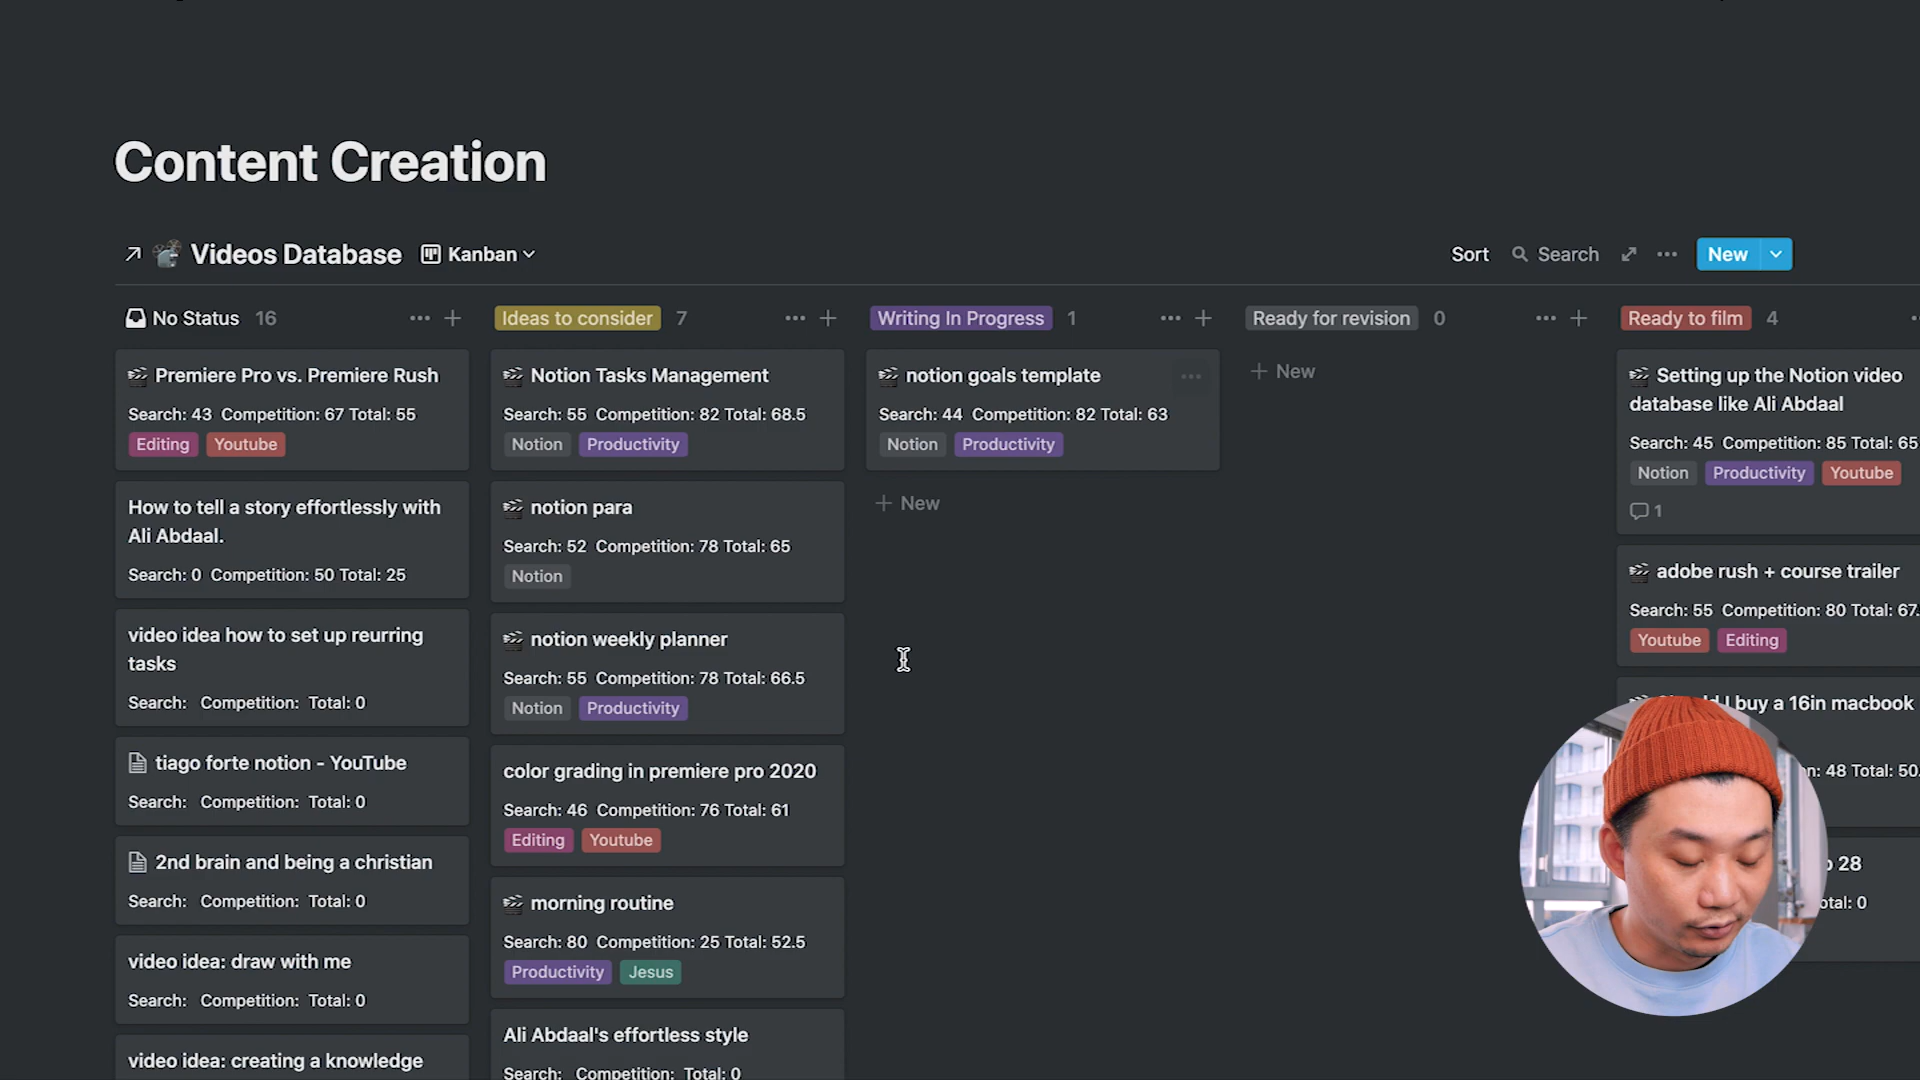 Content Creation
Videos Database Kanban
Sort Search New
No Status 16
Premiere Pro vs. Premiere Rush
Search: 43 Competition: 67 Total: 55
Editing Youtube
How to tell a story effortlessly with
Ali Abdaal.
Search: 0 Competition: 50 Total: 25
video idea how to set up reurring
tasks
Search: Competition: Total: 0
tiago forte notion - YouTube
Search: Competition: Total: 0
2nd brain and being a christian
Search: Competition: Total: 0
video idea: draw with me
Search: Competition: Total: 0
video idea: creating a knowledge
Ideas to consider 7
Notion Tasks Management
Search: 55 Competition: 82 Total: 68.5
Notion Productivity
notion para
Search: 52 Competition: 78 Total: 65
Notion
notion weekly planner
Search: 55 Competition: 78 Total: 66.5
Notion Productivity
color grading in premiere pro 2020
Search: 46 Competition: 76 Total: 61
Editing Youtube
morning routine
Search: 80 Competition: 25 Total: 52.5
Productivity Jesus
Ali Abdaal's effortless style
Search: Competition: Total: 0
Writing In Progress 1
notion goals template
Search: 44 Competition: 82 Total: 63
Notion Productivity
+ New
Ready for revision 0
+ New
Ready to film 4
Setting up the Notion video
database like Ali Abdaal
Search: 45 Competition: 85 Total: 65
Notion Productivity Youtube
1
adobe rush + course trailer
Search: 55 Competition: 80 Total: 67.
Youtube Editing
I buy a 16in macbook
48 Total: 50.
28
0